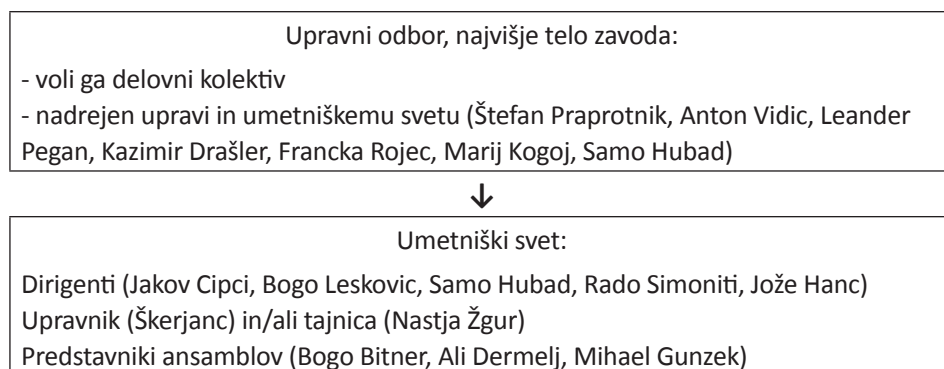 Upravni odbor, najvišje telo zavoda:
- voli ga delovni kolektiv
- nadrejen upravi in umetniškemu svetu (Štefan Praprotnik, Anton Vidic, Leander
Pegan, Kazimir Drašler, Francka Rojec, Marij Kogoj, Samo Hubad)
↓
Umetniški svet:
Dirigenti (Jakov Cipci, Bogo Leskovic, Samo Hubad, Rado Simoniti, Jože Hanc)
Upravnik (Škerjanc) in/ali tajnica (Nastja Žgur)
Predstavniki ansamblov (Bogo Bitner, Ali Dermelj, Mihael Gunzek)